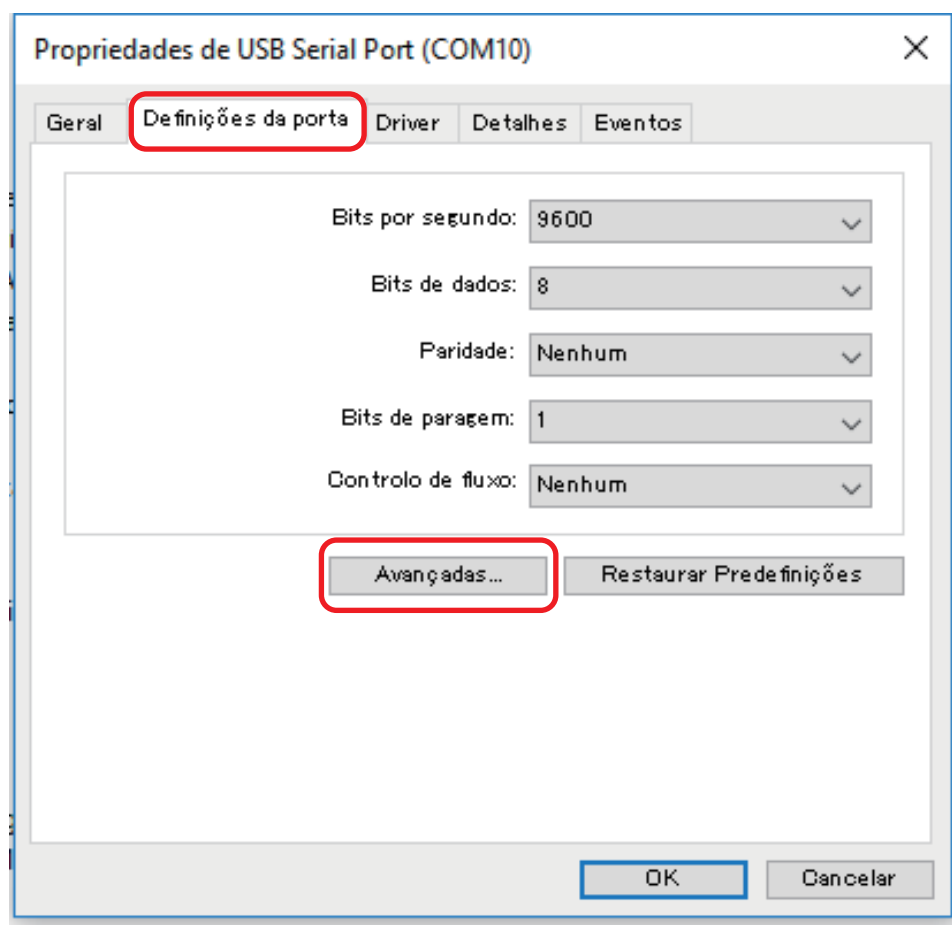 Propriedades de USB Serial Port (COM10)
Geral Definições da porta Driver Detalhes Eventos
Bits por segundo: 9600
Bits de dados: 8
Paridade: Nenhum
Bits de paragem: 1
Controlo de fluxo: Nenhum
Avançadas... Restaurar Predefinições
OK Cancelar